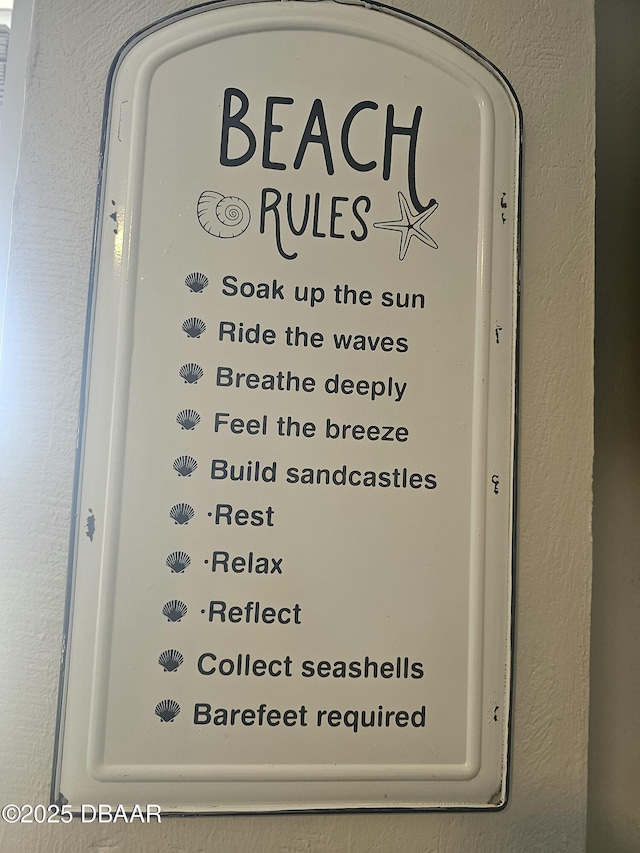 BEACH
RULES
Soak up the sun
Ride the waves
Breathe deeply
Feel the breeze
Build sandcastles
·Rest
·Relax
·Reflect
Collect seashells
Barefeet required
©2025 DBAAR